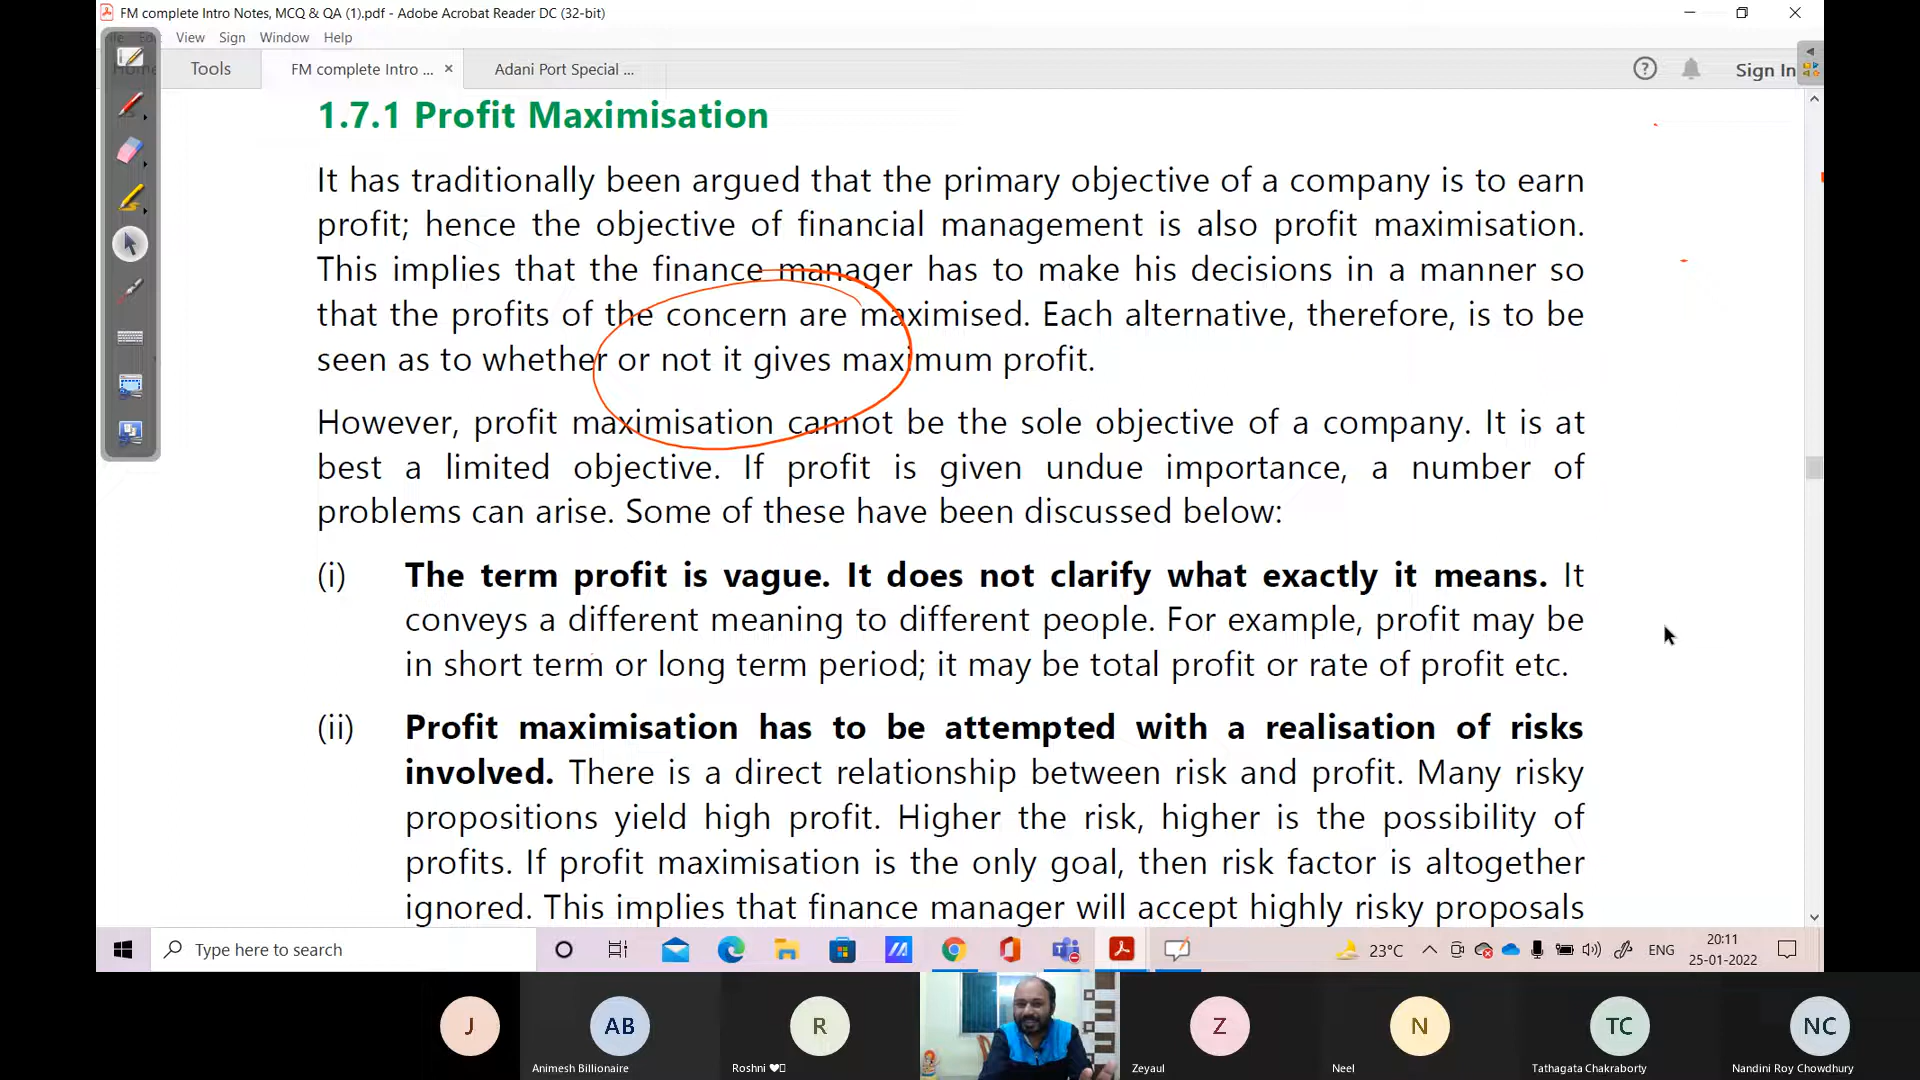 FM complete Intro Notes, MCQ & QA (1).pdf - Adobe Acrobat Reader DC (32-bit)
View Sign Window Help
Home Tools FM complete Intro ... × Adani Port Special ... Sign In
1.7.1 Profit Maximisation
It has traditionally been argued that the primary objective of a company is to earn
profit; hence the objective of financial management is also profit maximisation.
This implies that the finance manager has to make his decisions in a manner so
that the profits of the concern are maximised. Each alternative, therefore, is to be
seen as to whether or not it gives maximum profit.
However, profit maximisation cannot be the sole objective of a company. It is at
best a limited objective. If profit is given undue importance, a number of
problems can arise. Some of these have been discussed below:
(i) The term profit is vague. It does not clarify what exactly it means. It
conveys a different meaning to different people. For example, profit may be
in short term or long term period; it may be total profit or rate of profit etc.
(ii) Profit maximisation has to be attempted with a realisation of risks
involved. There is a direct relationship between risk and profit. Many risky
propositions yield high profit. Higher the risk, higher is the possibility of
profits. If profit maximisation is the only goal, then risk factor is altogether
ignored. This implies that finance manager will accept highly risky proposals
Type here to search 23°C ENG 20:11
25-01-2022
J AB R Z N TC NC
Animesh Billionaire Roshni ❤ Zeyaul Neel Tathagata Chakraborty Nandini Roy Chowdhury